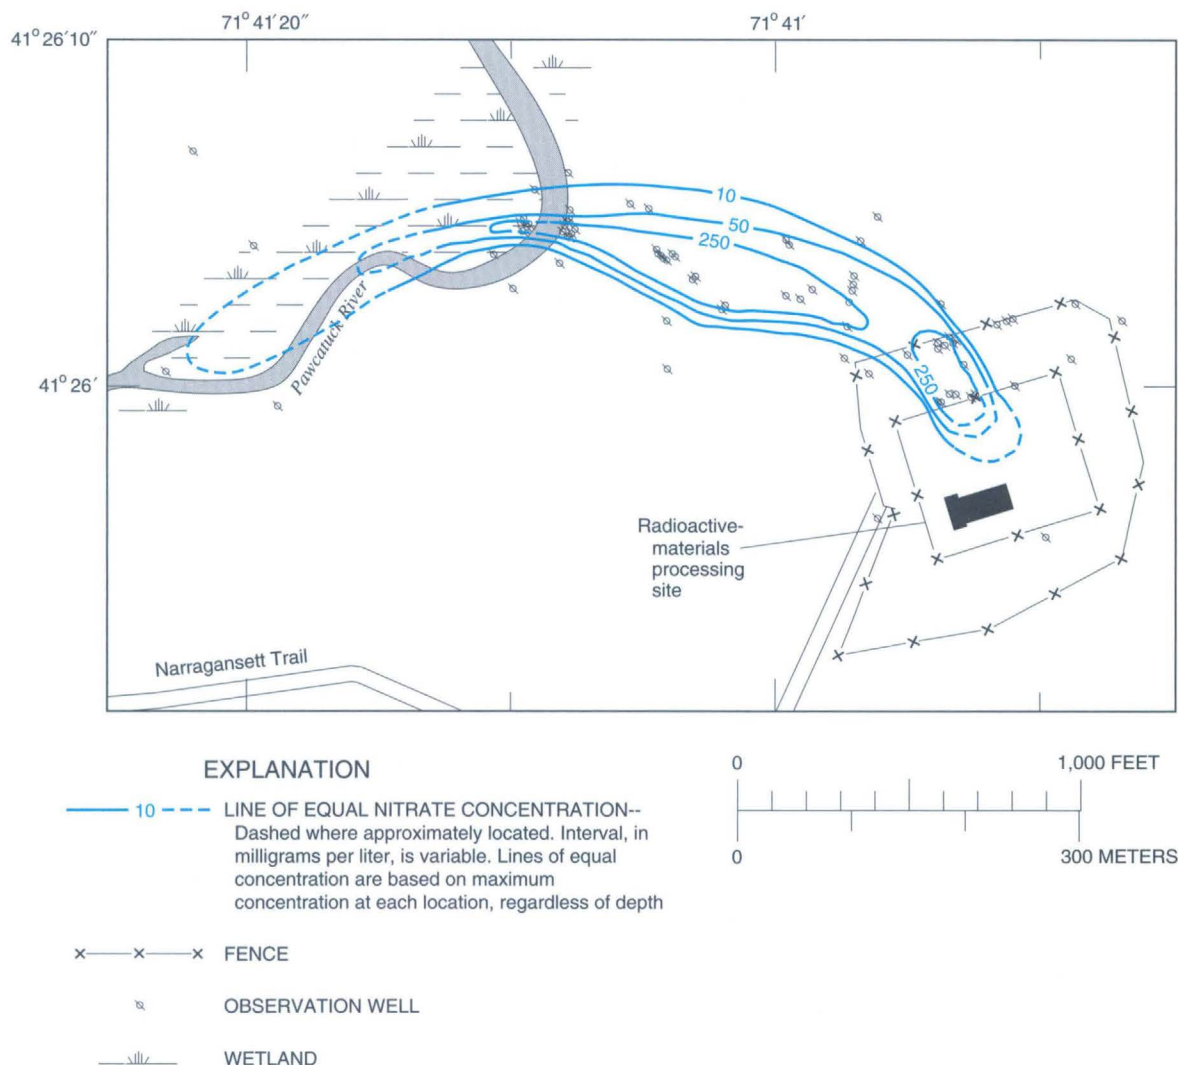 71° 41' 20"
71° 41'
41° 26' 10"
10
50
250
Pawcatuck River
41° 26'
250
Radioactive-
materials
processing
site
Narragansett Trail
EXPLANATION
0
1,000 FEET
10
LINE OF EQUAL NITRATE CONCENTRATION--
Dashed where approximately located. Interval, in
milligrams per liter, is variable. Lines of equal
concentration are based on maximum
concentration at each location, regardless of depth
0
300 METERS
FENCE
OBSERVATION WELL
WETLAND